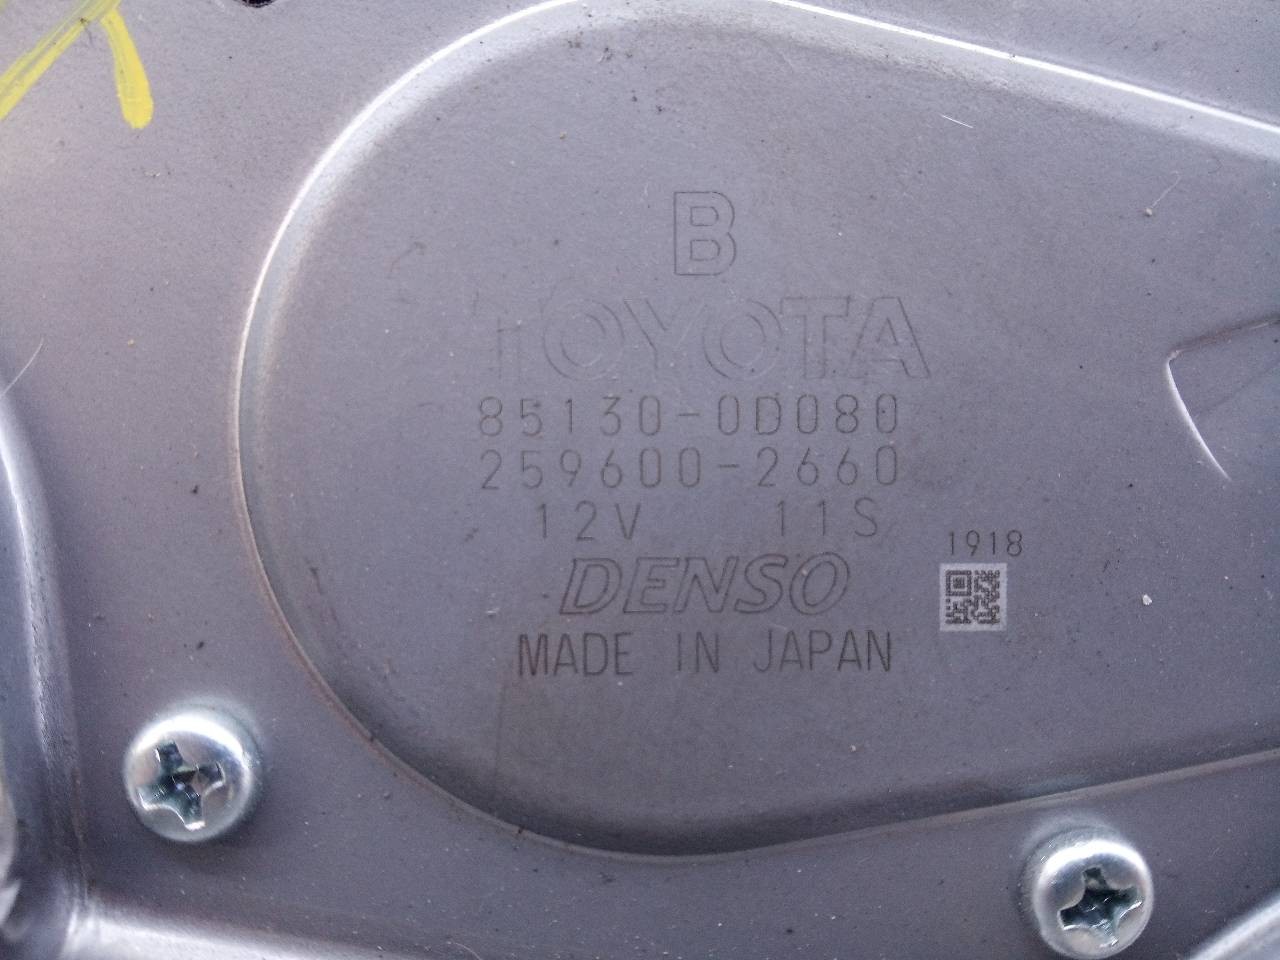 B
TOYOTA
85130-0D080
259600-2660
12V 11S
1918
DENSO
MADE IN JAPAN